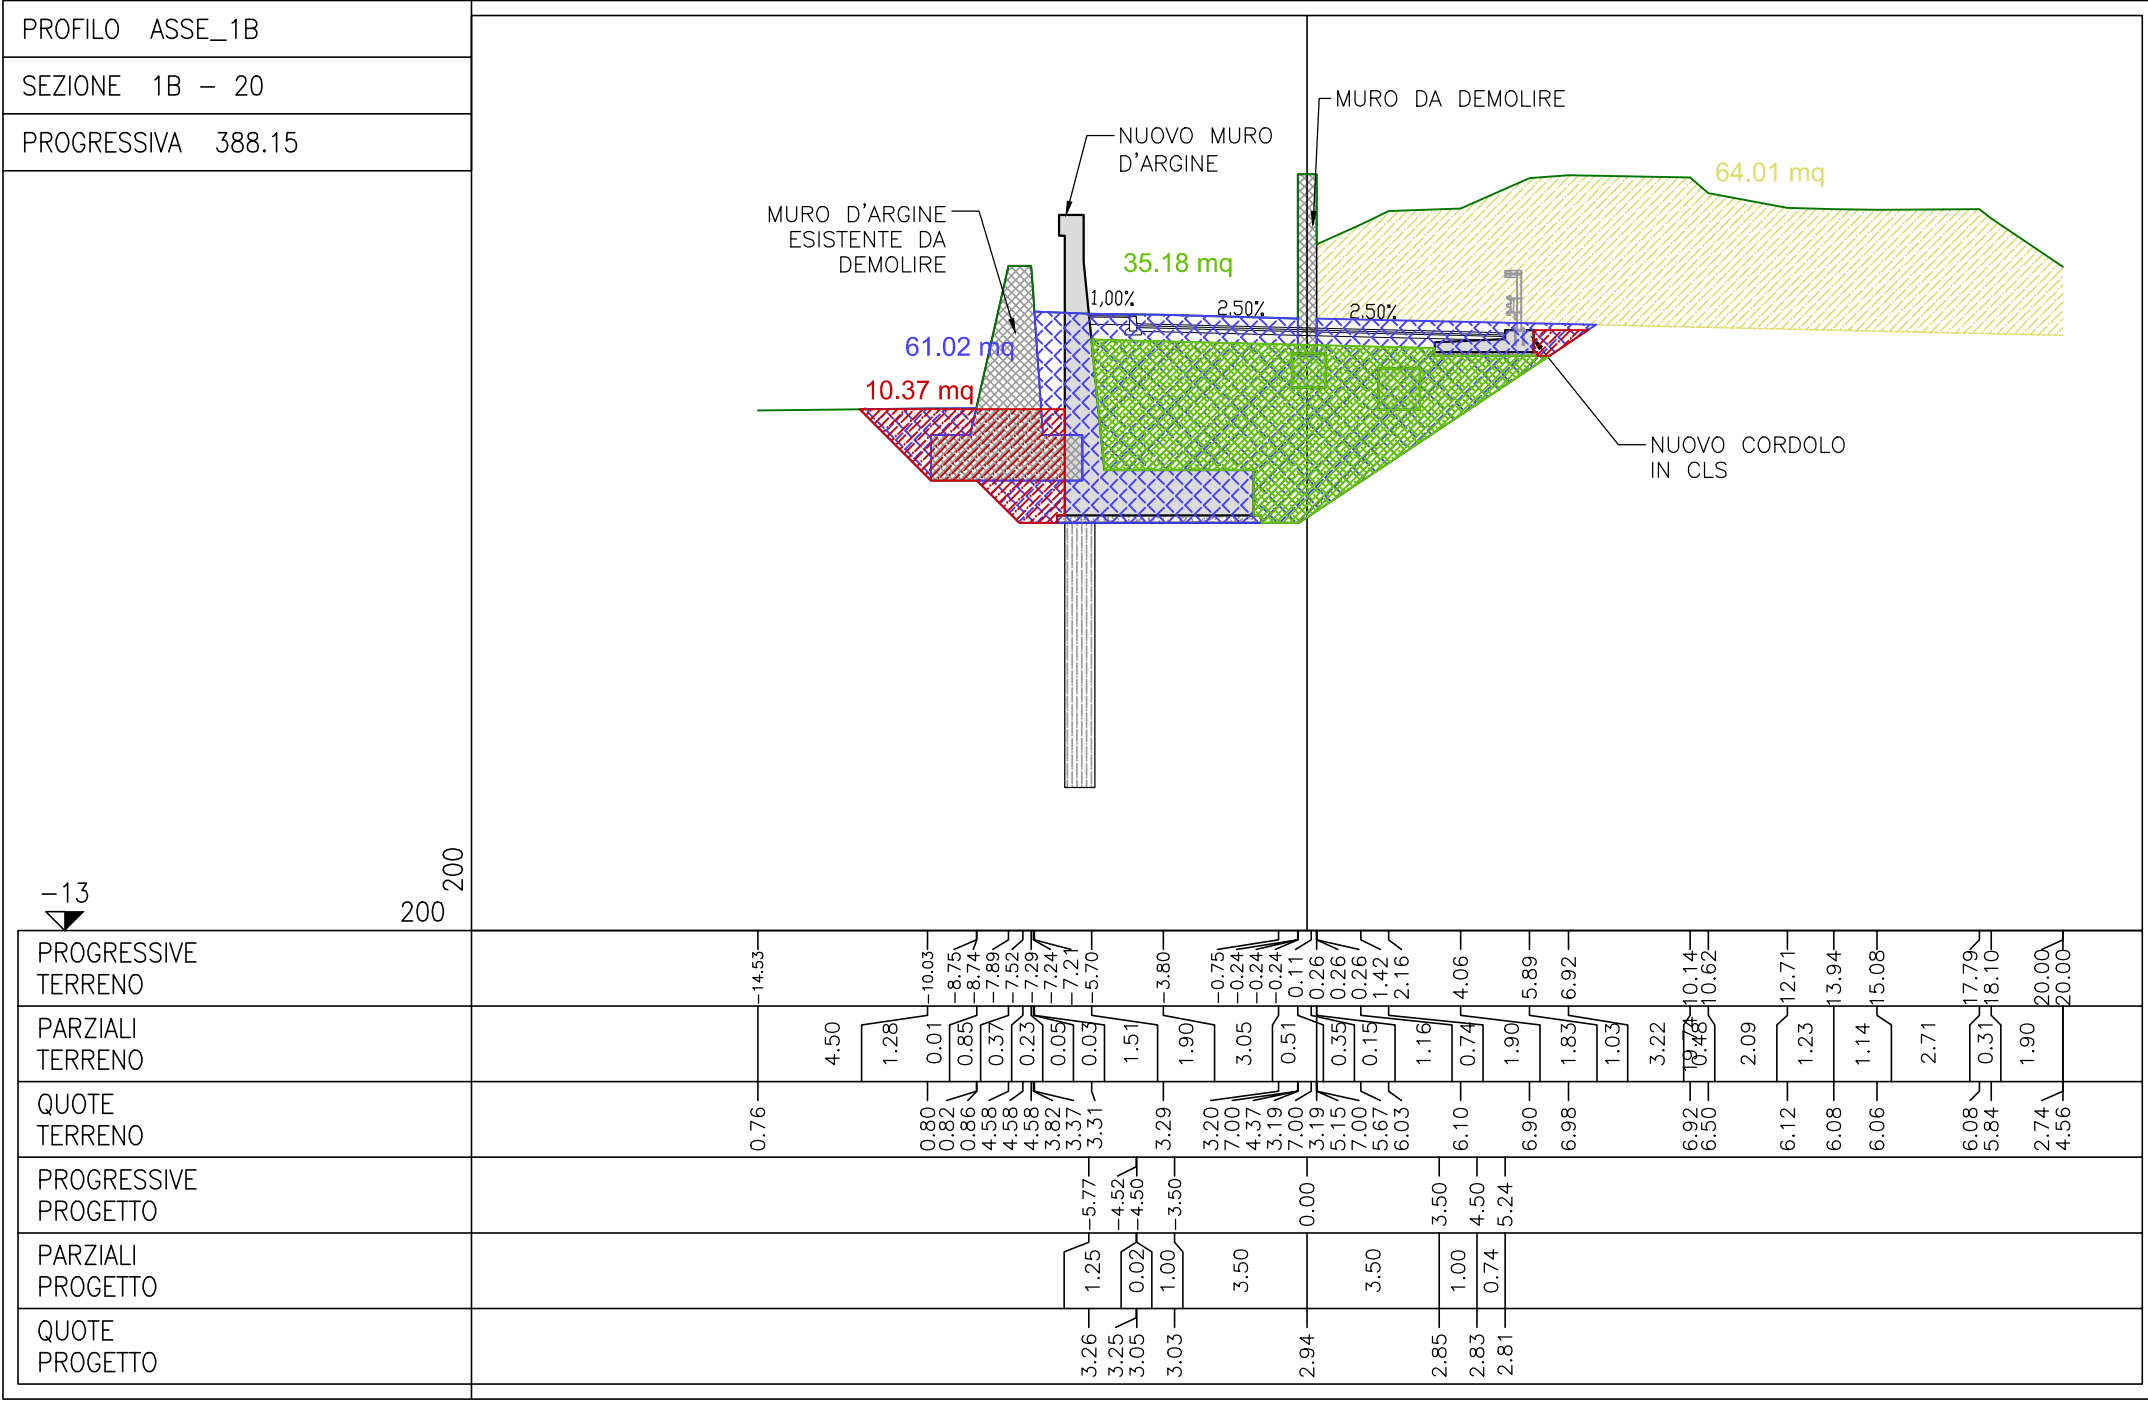 PROFILO ASSE_1B
SEZIONE 1B - 20
PROGRESSIVA 388.15
MURO DA DEMOLIRE
NUOVO MURO
D'ARGINE
64.01 mq
MURO D'ARGINE
ESISTENTE DA
DEMOLIRE
35.18 mq
1,00%
2.50%
2.50%
61.02 mq
10.37 mq
NUOVO CORDOLO
IN CLS
200
-13
200
PROGRESSIVE
TERRENO
-14.53 -10.03 -8.75 -8.74 -7.89 -7.52 -7.29 -7.24 -7.21 -5.70 -3.80 -0.75 -0.24 -0.24 -0.24 0.11 0.26 0.26 0.26 1.42 2.16 4.06 5.89 6.92 10.14 10.62 12.71 13.94 15.08 17.79 18.10 20.00 20.00
PARZIALI
TERRENO
4.50 1.28 0.01 0.85 0.37 0.23 0.05 0.03 1.51 1.90 3.05 0.51 0.35 0.15 1.16 0.74 1.90 1.83 1.03 3.22 19.74 0.48 2.09 1.23 1.14 2.71 0.31 1.90
QUOTE
TERRENO
0.76 0.80 0.82 0.86 4.58 4.58 4.58 3.82 3.37 3.31 3.29 3.20 7.00 4.37 3.19 7.00 3.19 5.15 7.00 5.67 6.03 6.10 6.90 6.98 6.92 6.50 6.12 6.08 6.06 6.08 5.84 2.74 4.56
PROGRESSIVE
PROGETTO
-5.77 -4.52 -4.50 -3.50 0.00 3.50 4.50 5.24
PARZIALI
PROGETTO
1.25 0.02 1.00 3.50 3.50 1.00 0.74
QUOTE
PROGETTO
3.26 3.25 3.05 3.03 2.94 2.85 2.83 2.81